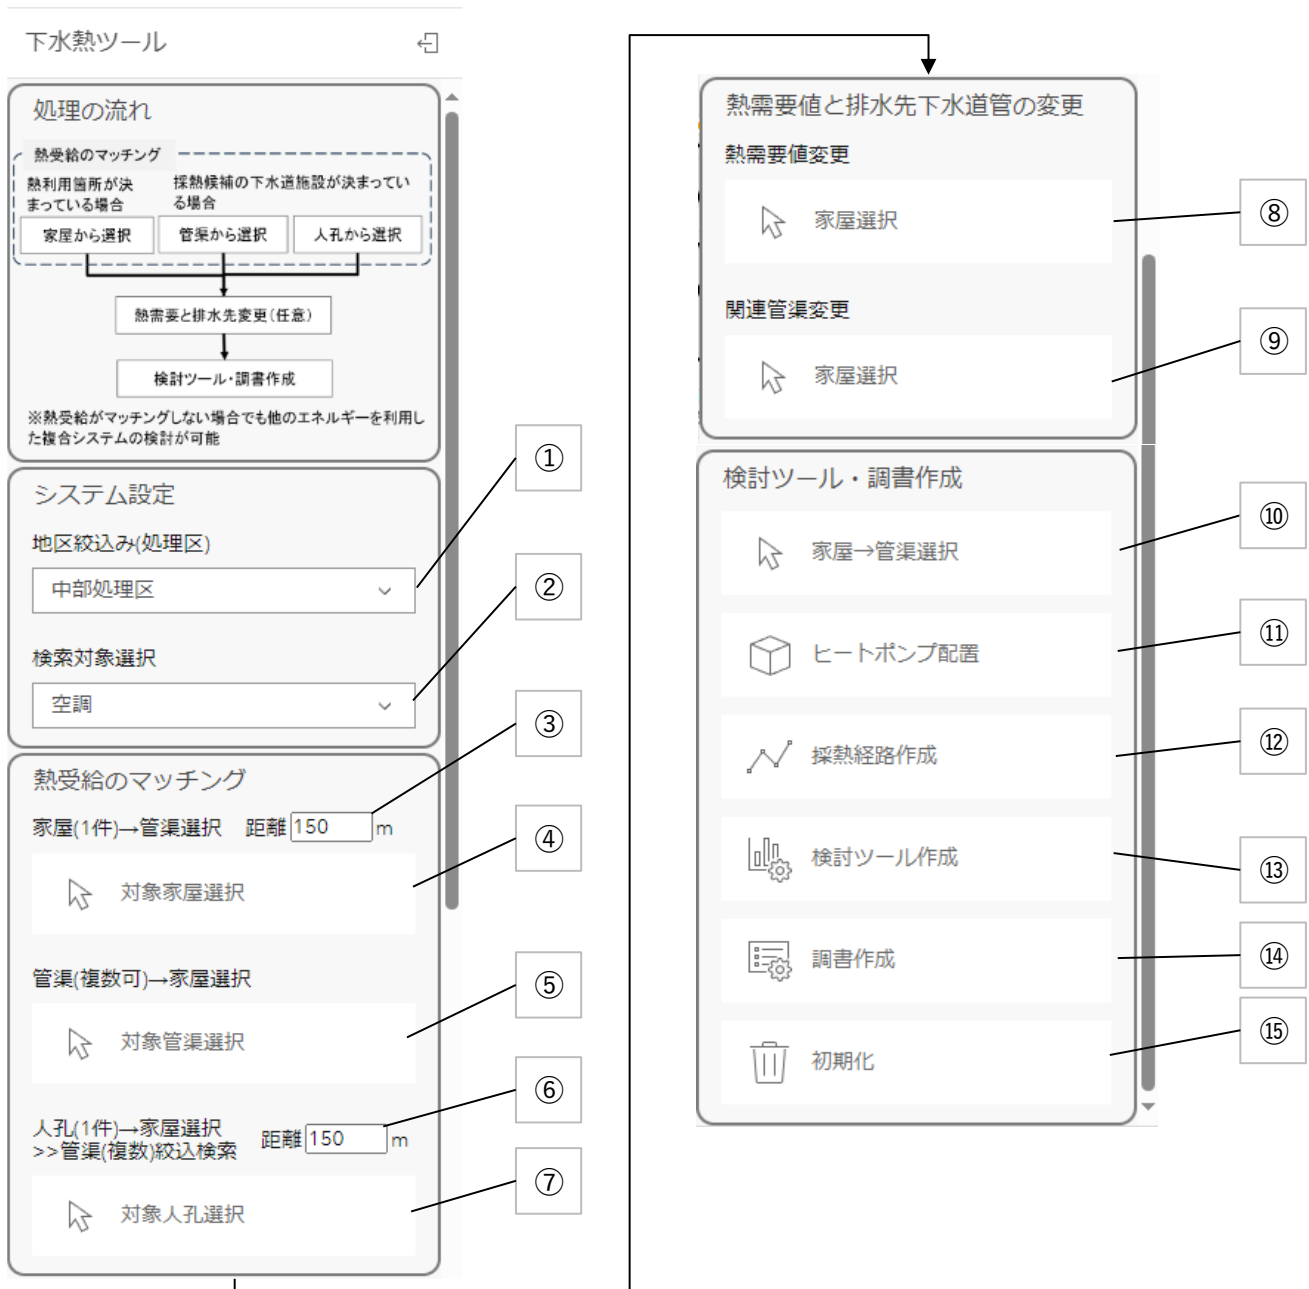 下水熱ツール
処理の流れ
熱受給のマッチング
熱利用箇所が決
まっている場合
採熱候補の下水道施設が決まってい
る場合
家屋から選択
管渠から選択
人孔から選択
熱需要と排水先変更(任意)
検討ツール・調書作成
※熱受給がマッチングしない場合でも他のエネルギーを利用し
た複合システムの検討が可能
システム設定
地区絞込み(処理区)
中部処理区
①
検索対象選択
空調
②
熱受給のマッチング
家屋(1件)→管渠選択 距離 150 m
③
対象家屋選択
④
管渠(複数可)→家屋選択
対象管渠選択
⑤
人孔(1件)→家屋選択
>>管渠(複数)絞込検索
距離 150 m
⑥
対象人孔選択
⑦
熱需要値と排水先下水道管の変更
熱需要値変更
家屋選択
⑧
関連管渠変更
家屋選択
⑨
検討ツール・調書作成
家屋→管渠選択
⑩
ヒートポンプ配置
⑪
採熱経路作成
⑫
検討ツール作成
⑬
調書作成
⑭
初期化
⑮